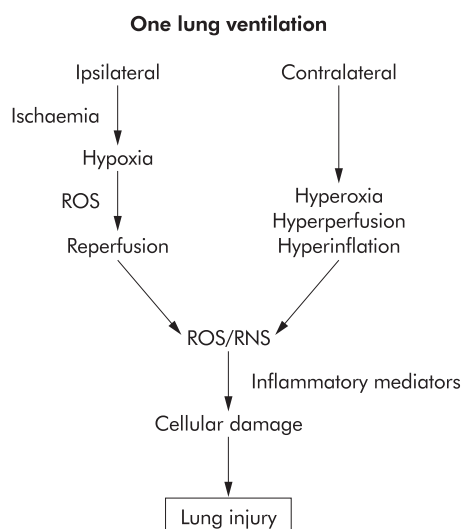 One lung ventilation
Ipsilateral
Contralateral
Ischaemia
Hypoxia
ROS
Reperfusion
Hyperoxia
Hyperperfusion
Hyperinflation
ROS/RNS
Inflammatory mediators
Cellular damage
Lung injury